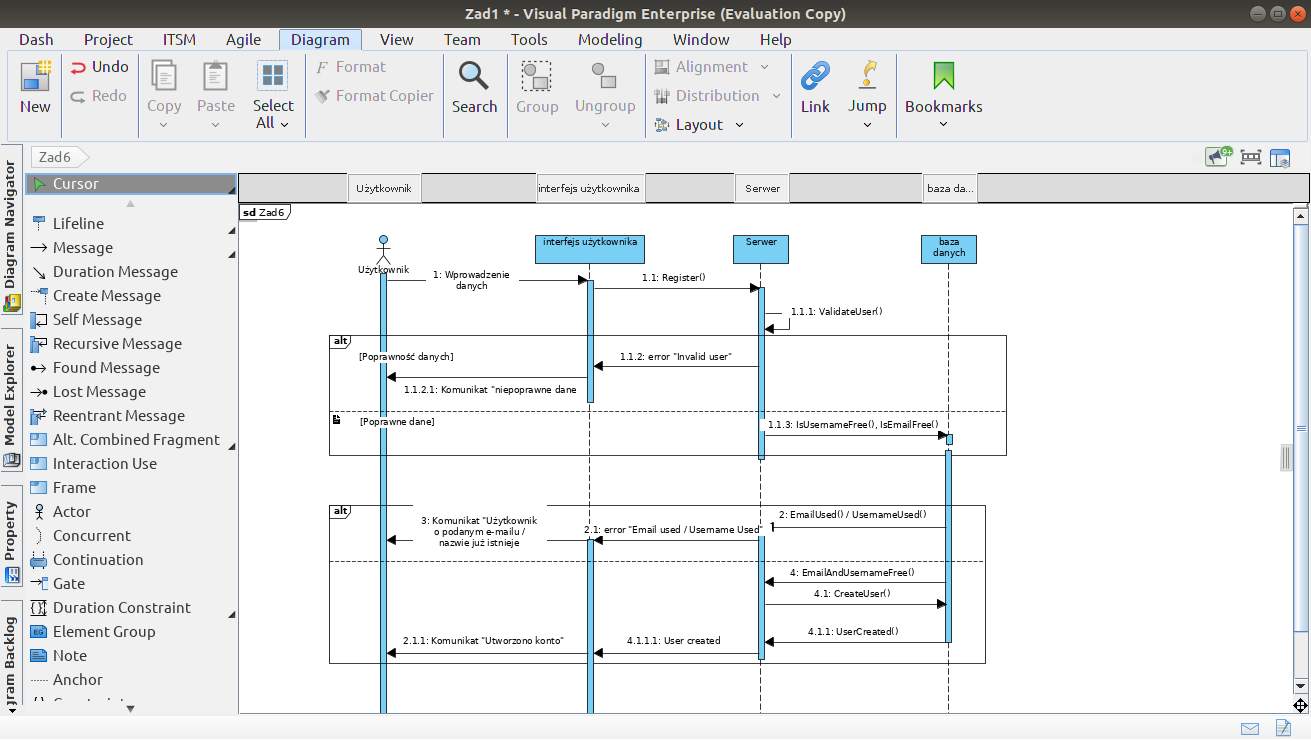 Zad1 * - Visual Paradigm Enterprise (Evaluation Copy)
Dash Project ITSM Agile Diagram View Team Tools Modeling Window Help
New
Undo
Redo
Copy
Paste
Select
All
Format
Format Copier
Search
Group
Ungroup
Alignment
Distribution
Layout
Link
Jump
Bookmarks
Zad6
9+
Diagram Navigator
Model Explorer
Property
gram Backlog
Cursor
Lifeline
Message
Duration Message
Create Message
Self Message
Recursive Message
Found Message
Lost Message
Reentrant Message
Alt. Combined Fragment
Interaction Use
Frame
Actor
Concurrent
Continuation
Gate
Duration Constraint
Element Group
Note
Anchor
Użytkownik
interfejs użytkownika
Serwer
baza da...
sd Zad6
Użytkownik
interfejs użytkownika
Serwer
baza
danych
1: Wprowadzenie
danych
1.1: Register()
1.1.1: ValidateUser()
alt
[Poprawność danych]
1.1.2: error "Invalid user"
1.1.2.1: Komunikat "niepoprawne dane
[Poprawne dane]
1.1.3: IsUsernameFree(), IsEmailFree()
alt
2: EmailUsed() / UsernameUsed()
2.1: error "Email used / Username Used"
3: Komunikat "Użytkownik
o podanym e-mailu /
nazwie już istnieje
4: EmailAndUsernameFree()
4.1: CreateUser()
4.1.1: UserCreated()
4.1.1.1: User created
2.1.1: Komunikat "Utworzono konto"